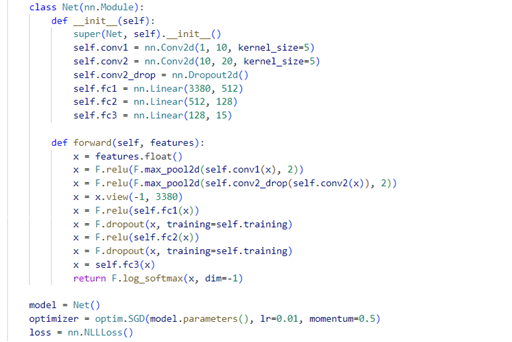 class Net(nn.Module):
    def __init__(self):
        super(Net, self).__init__()
        self.conv1 = nn.Conv2d(1, 10, kernel_size=5)
        self.conv2 = nn.Conv2d(10, 20, kernel_size=5)
        self.conv2_drop = nn.Dropout2d()
        self.fc1 = nn.Linear(3380, 512)
        self.fc2 = nn.Linear(512, 128)
        self.fc3 = nn.Linear(128, 15)

    def forward(self, features):
        x = features.float()
        x = F.relu(F.max_pool2d(self.conv1(x), 2))
        x = F.relu(F.max_pool2d(self.conv2_drop(self.conv2(x)), 2))
        x = x.view(-1, 3380)
        x = F.relu(self.fc1(x))
        x = F.dropout(x, training=self.training)
        x = F.relu(self.fc2(x))
        x = F.dropout(x, training=self.training)
        x = self.fc3(x)
        return F.log_softmax(x, dim=-1)

model = Net()
optimizer = optim.SGD(model.parameters(), lr=0.01, momentum=0.5)
loss = nn.NLLLoss()